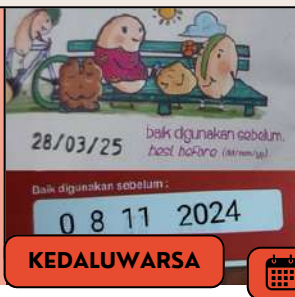 28/03/25
baik digunakan sebelum.
best before (dd/mm/yy)
Baik digunakan sebelum :
0 8 11 2024
KEDALUWARSA